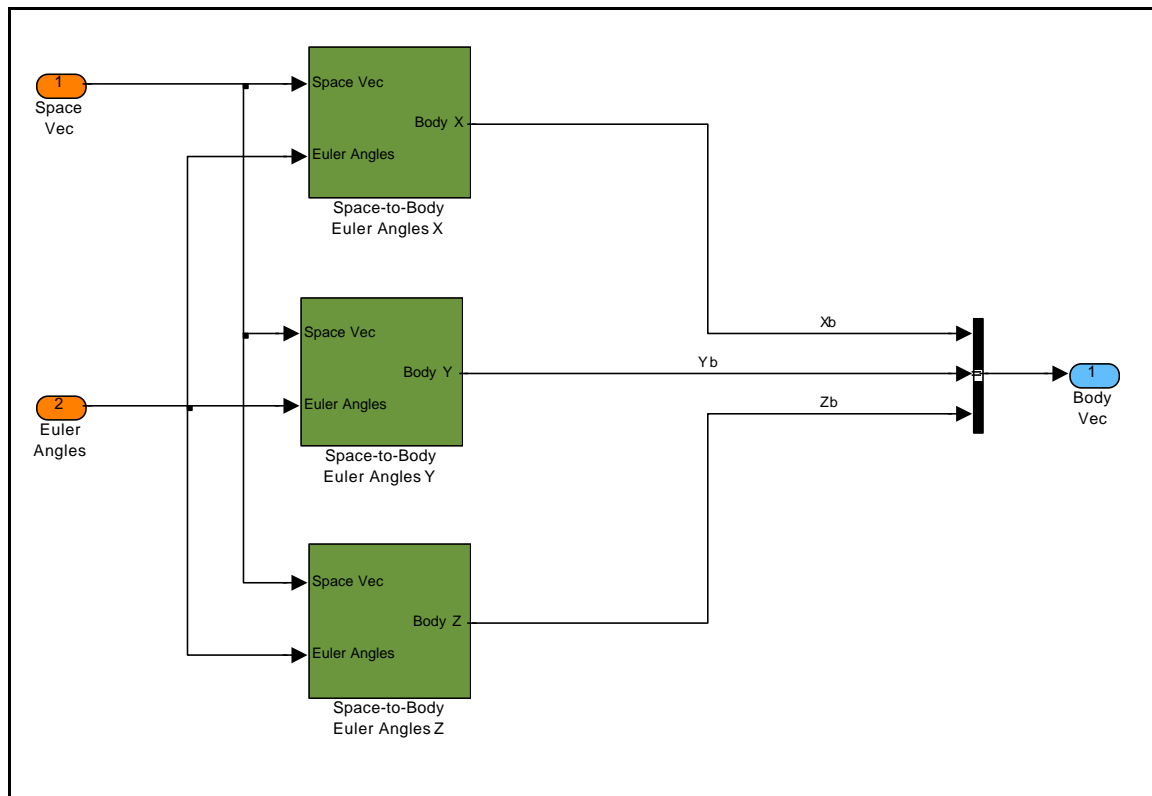 1
Space
Vec
Space Vec
Body X
Euler Angles
Space-to-Body
Euler Angles X
Space Vec
Body Y
Euler Angles
Space-to-Body
Euler Angles Y
2
Euler
Angles
Space Vec
Body Z
Euler Angles
Space-to-Body
Euler Angles Z
Xb
Yb
Zb
1
Body
Vec